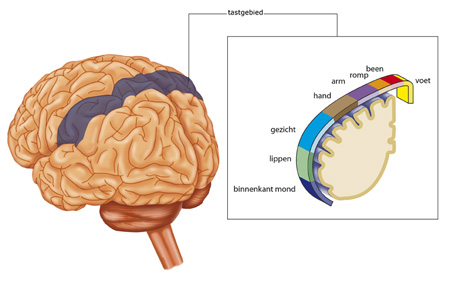 tastgebied
been
romp
voet
arm
hand
gezicht
lippen
binnenkant mond